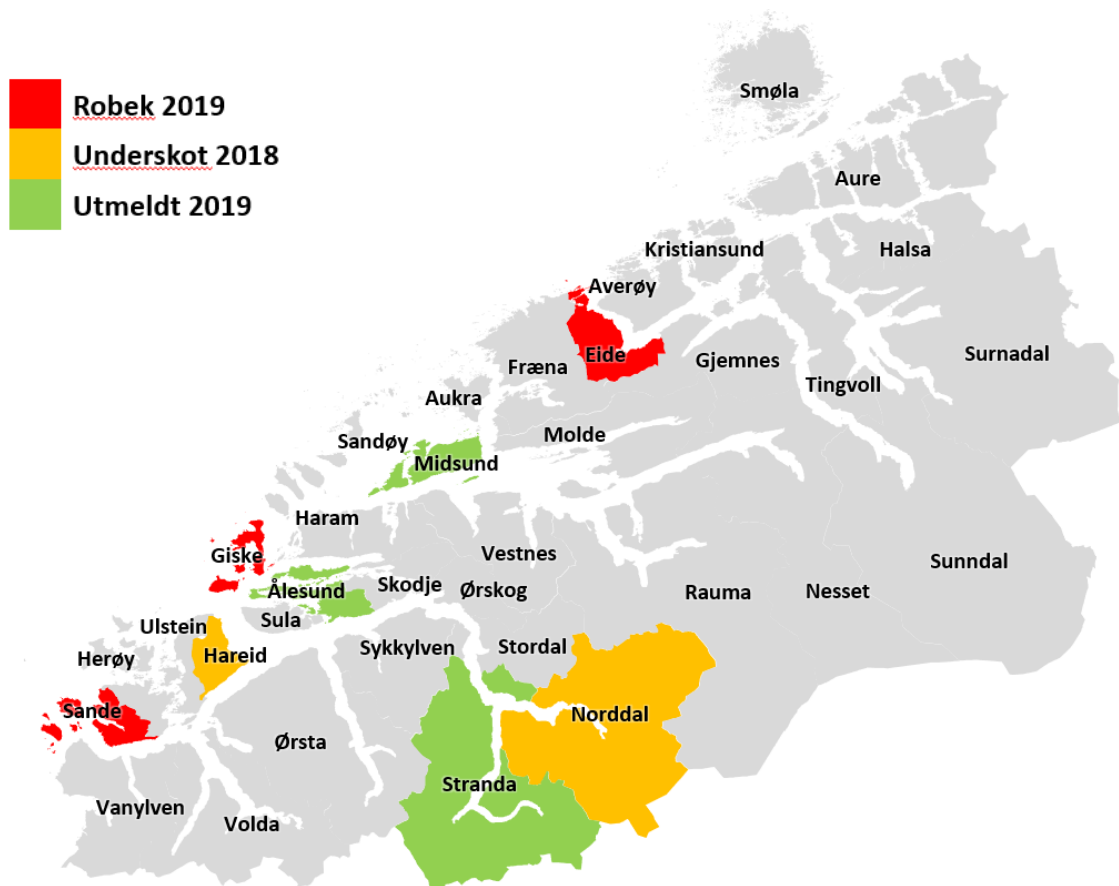 Robek 2019
Underskot 2018
Utmeldt 2019
Smøla
Aure
Kristiansund
Halsa
Averøy
Eide
Fræna
Gjemnes
Surnadal
Tingvoll
Aukra
Sandøy
Molde
Midsund
Haram
Giske
Vestnes
Sunndal
Ålesund
Skodje
Ørskog
Rauma
Nesset
Sula
Ulstein
Hareid
Sykkylven
Stordal
Herøy
Sande
Norddal
Ørsta
Stranda
Vanylven
Volda